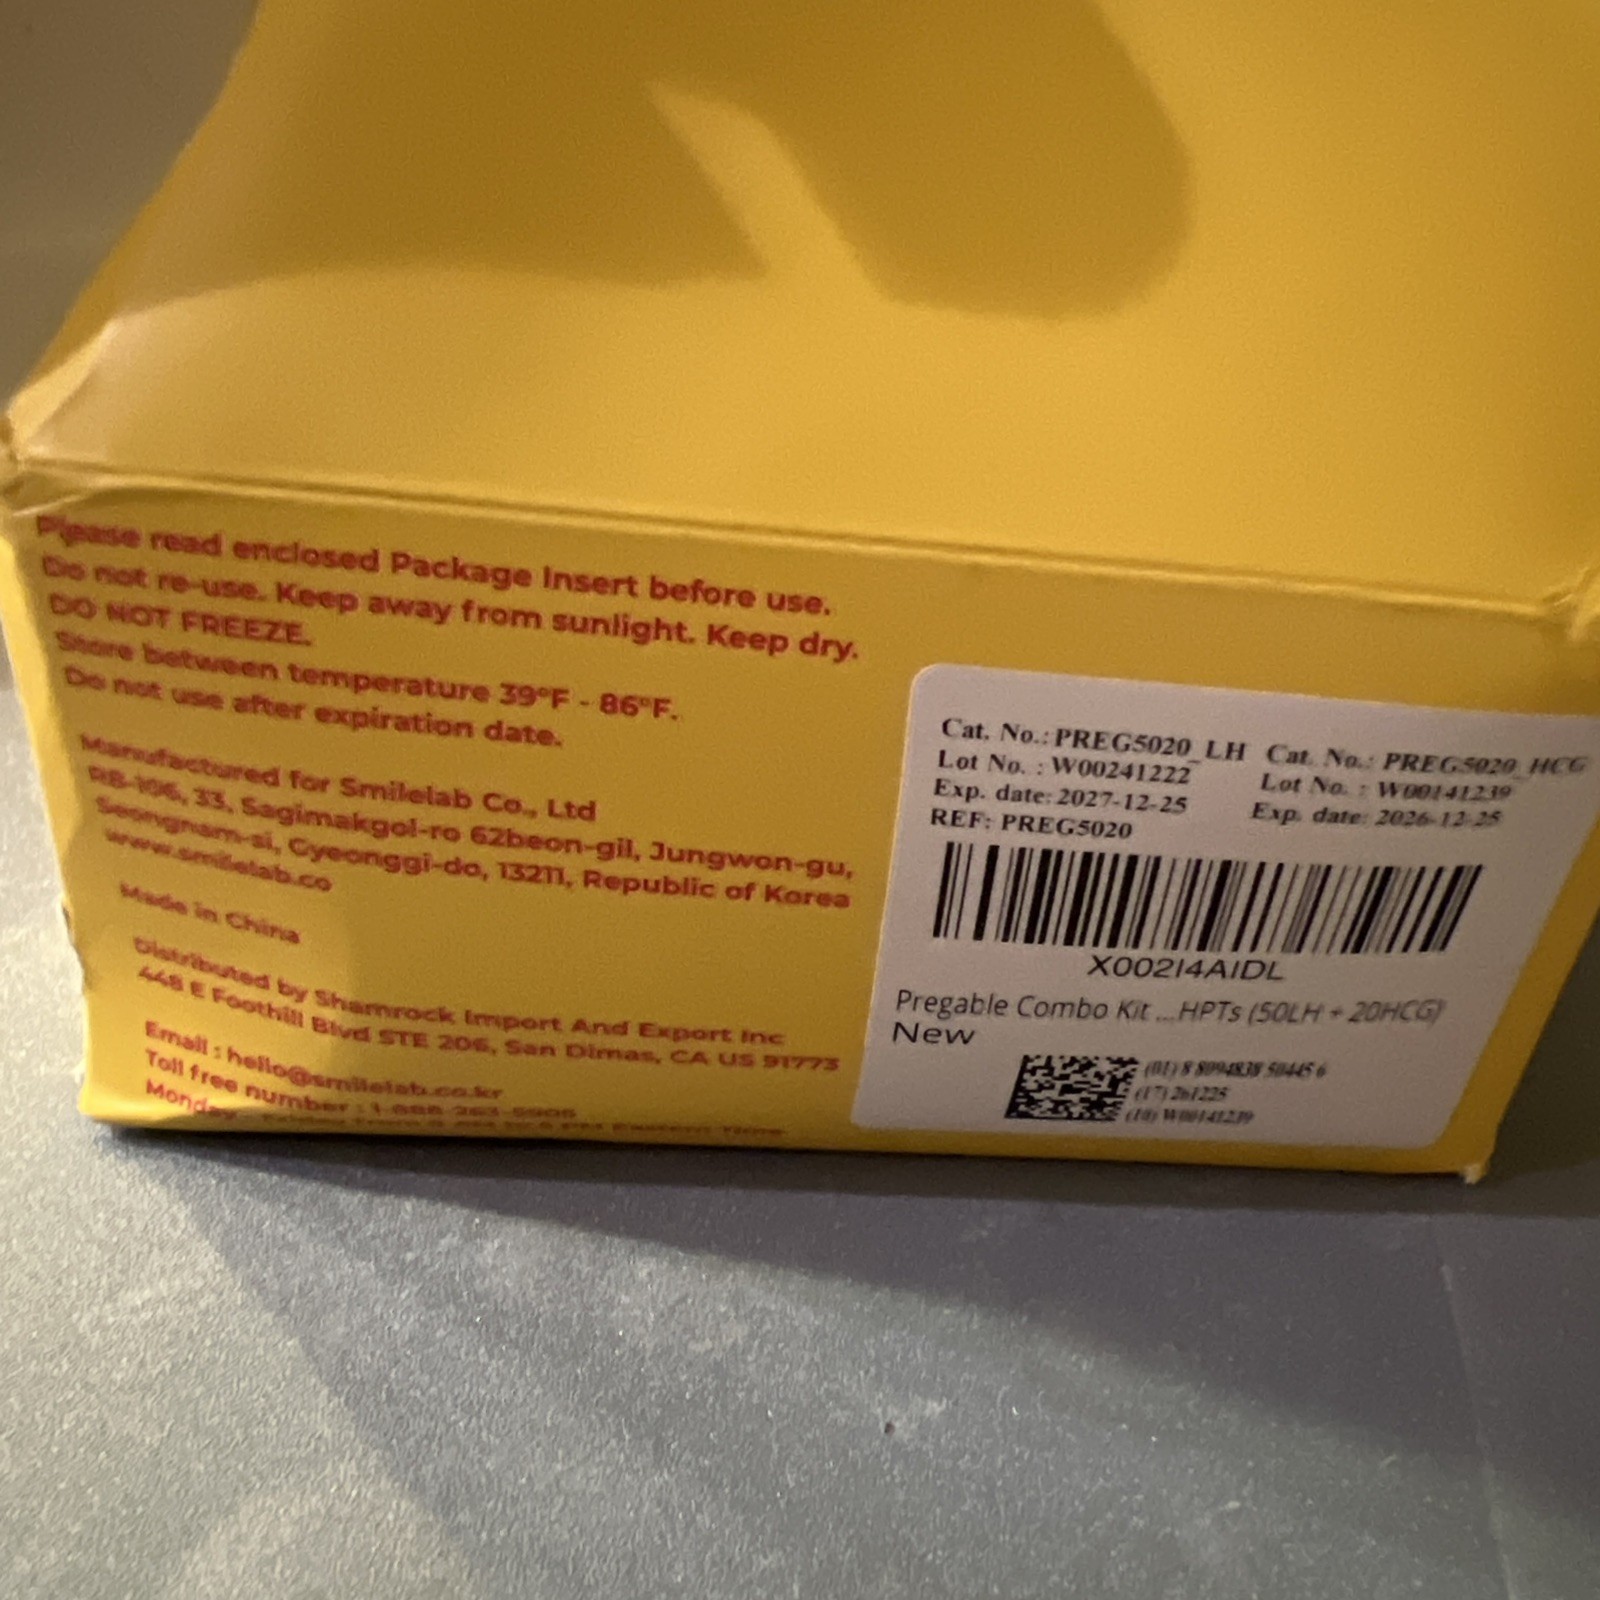 Please read enclosed Package Insert before use.
Do not re-use. Keep away from sunlight. Keep dry.
DO NOT FREEZE.
Store between temperature 39°F - 86°F.
Do not use after expiration date.
Manufactured for Smilelab Co., Ltd
RB-106, 33, Sagimakgol-ro 62beon-gil, Jungwon-gu,
Seongnam-si, Gyeonggi-do, 13211, Republic of Korea
www.smilelab.co
Made in China
Distributed by Shamrock Import And Export Inc
448 E Foothill Blvd STE 206, San Dimas, CA US 91773
Email : hello@smilelab.co.kr
Toll free number :
Monday
Cat. No.: PREG5020_LH
Lot No. : W00241222
Exp. date: 2027-12-25
REF: PREG5020
Cat. No.: PREG5020_HCG
Lot No. : W00141239
Exp. date: 2026-12-25
X002I4AIDL
Pregable Combo Kit ...HPTs (50LH + 20HCG)
New
(01) 8 8094838 50445 6
(17) 261225
(10) W00141239